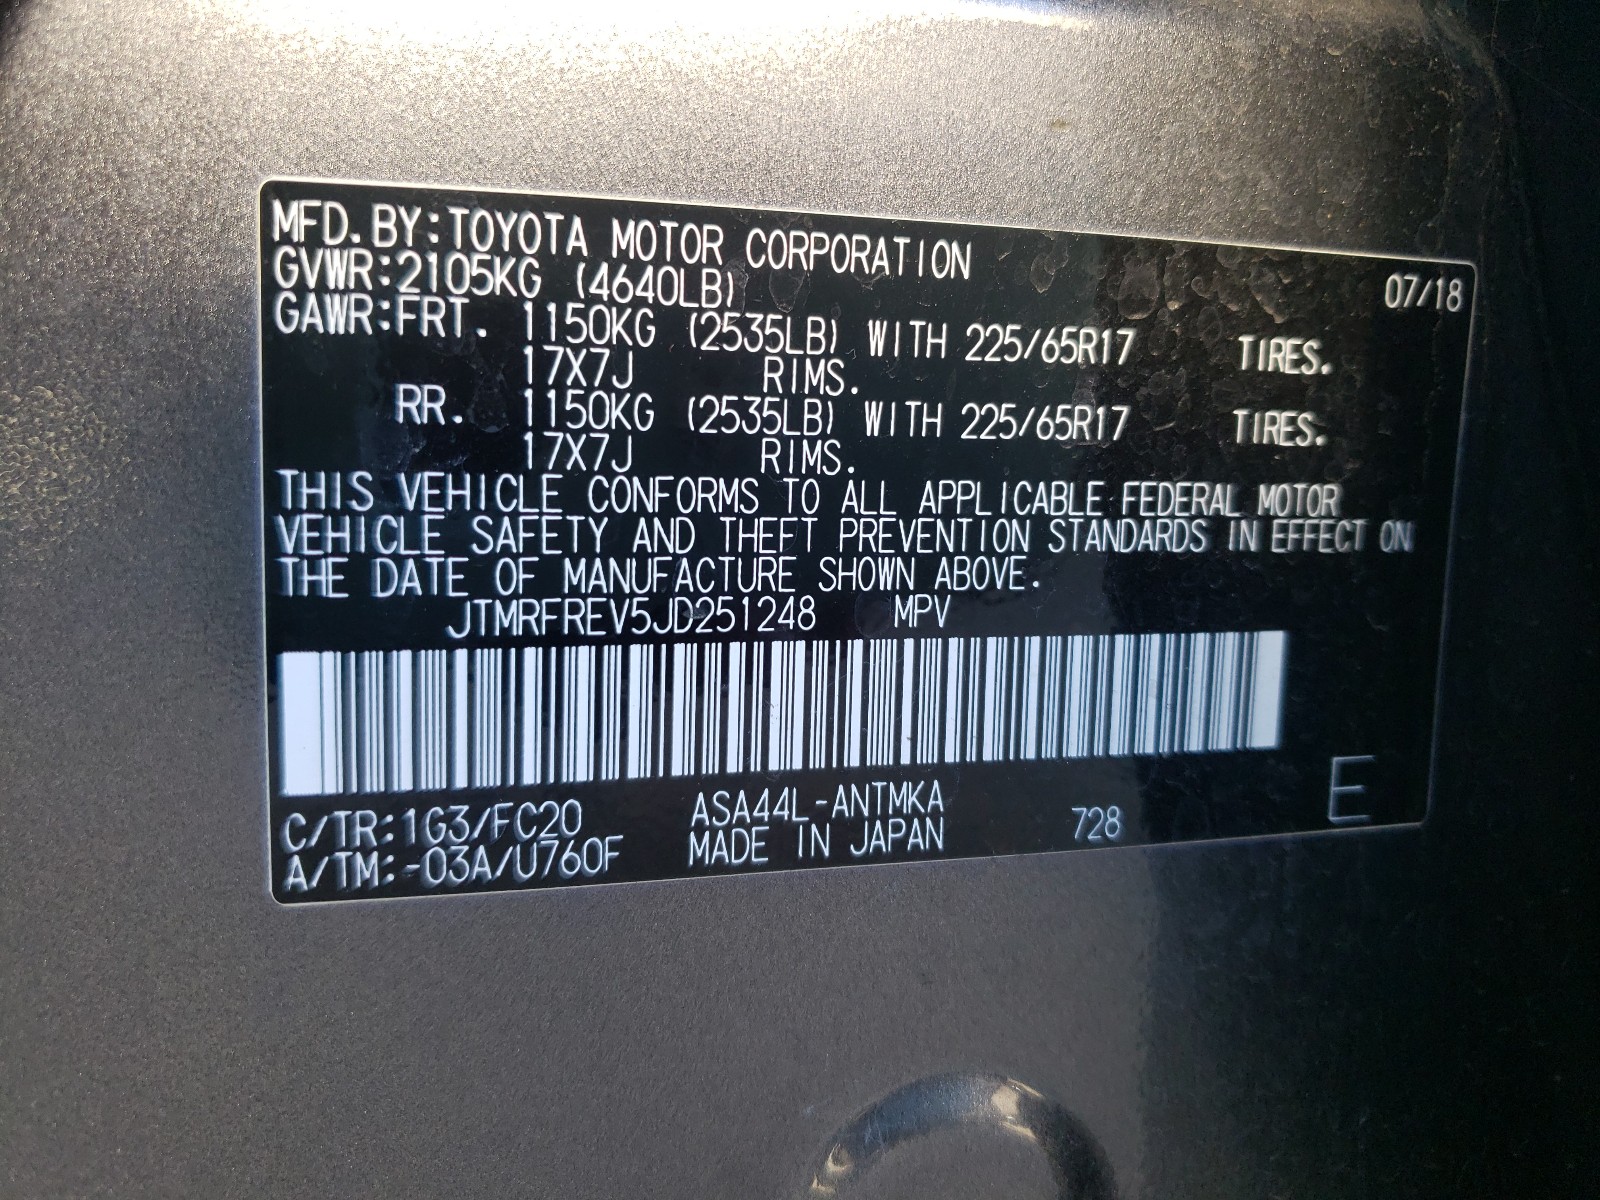 MFD. BY: TOYOTA MOTOR CORPORATION 07/18
GVWR: 2105KG (4640LB)
GAWR: FRT. 1150KG (2535LB) WITH 225/65R17 TIRES.
17X7J RIMS.
RR. 1150KG (2535LB) WITH 225/65R17 TIRES.
17X7J RIMS.
THIS VEHICLE CONFORMS TO ALL APPLICABLE FEDERAL MOTOR
VEHICLE SAFETY AND THEFT PREVENTION STANDARDS IN EFFECT ON
THE DATE OF MANUFACTURE SHOWN ABOVE.
JTMRFREV5JD251248 MPV
C/TR: 1G3/FC20 ASA44L-ANTMKA 728 E
A/TM: -03A/U760F MADE IN JAPAN